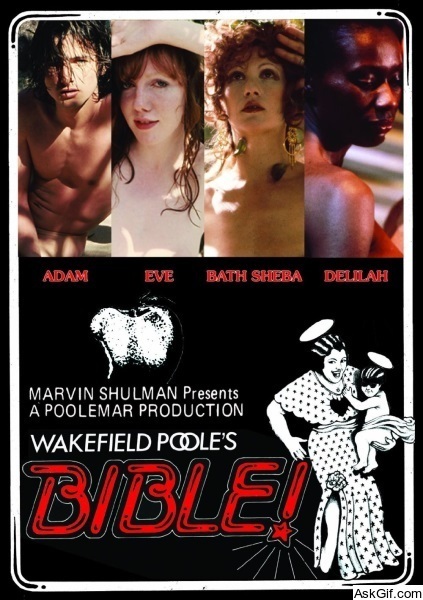 ADAM EVE BATH SHEBA DELILAH
MARVIN SHULMAN Presents
A POOLEMAR PRODUCTION
WAKEFIELD POOLE'S
BIBLE!
AskGif.com